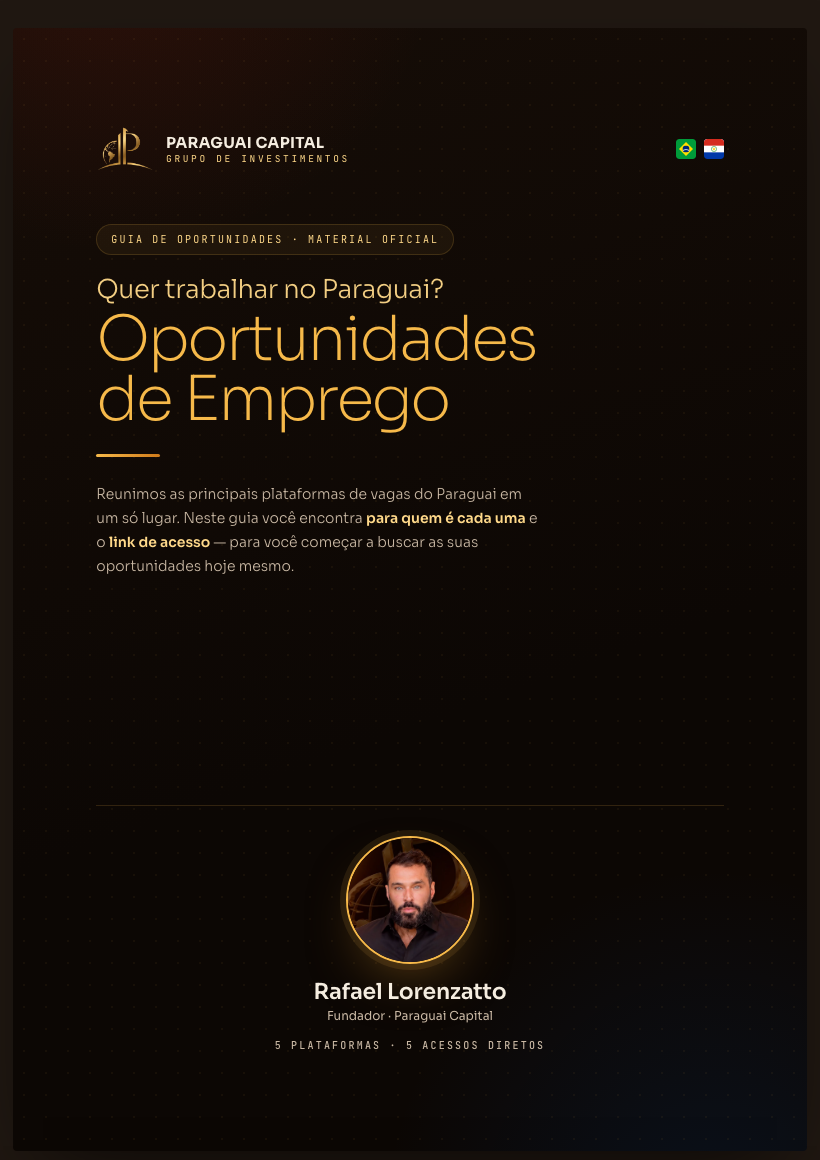 PARAGUAI CAPITAL
GRUPO DE INVESTIMENTOS
GUIA DE OPORTUNIDADES · MATERIAL OFICIAL
Quer trabalhar no Paraguai?
Oportunidades
de Emprego
Reunimos as principais plataformas de vagas do Paraguai em
um só lugar. Neste guia você encontra para quem é cada uma e
o link de acesso — para você começar a buscar as suas
oportunidades hoje mesmo.
Rafael Lorenzatto
Fundador · Paraguai Capital
5 PLATAFORMAS · 5 ACESSOS DIRETOS